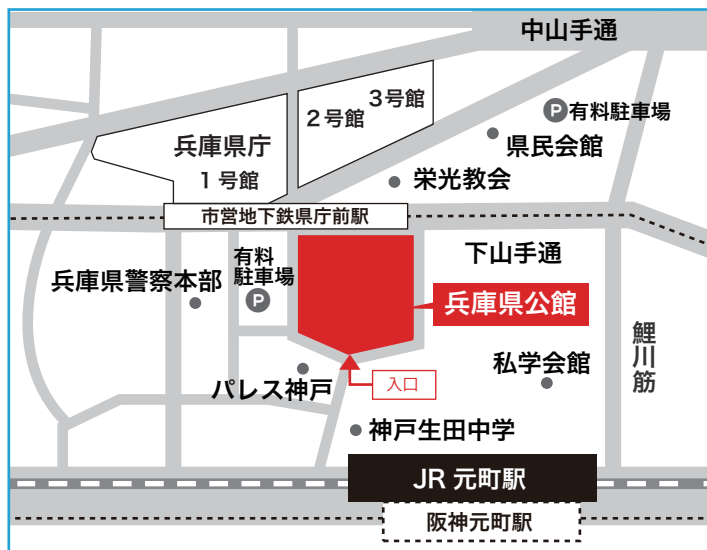 中山手通
3号館
2号館
P有料駐車場
県民会館
兵庫県庁
1号館
栄光教会
市営地下鉄県庁前駅
有料
駐車場
P
下山手通
兵庫県警察本部
兵庫県公館
鯉川筋
私学会館
パレス神戸
入口
神戸生田中学
JR 元町駅
阪神元町駅